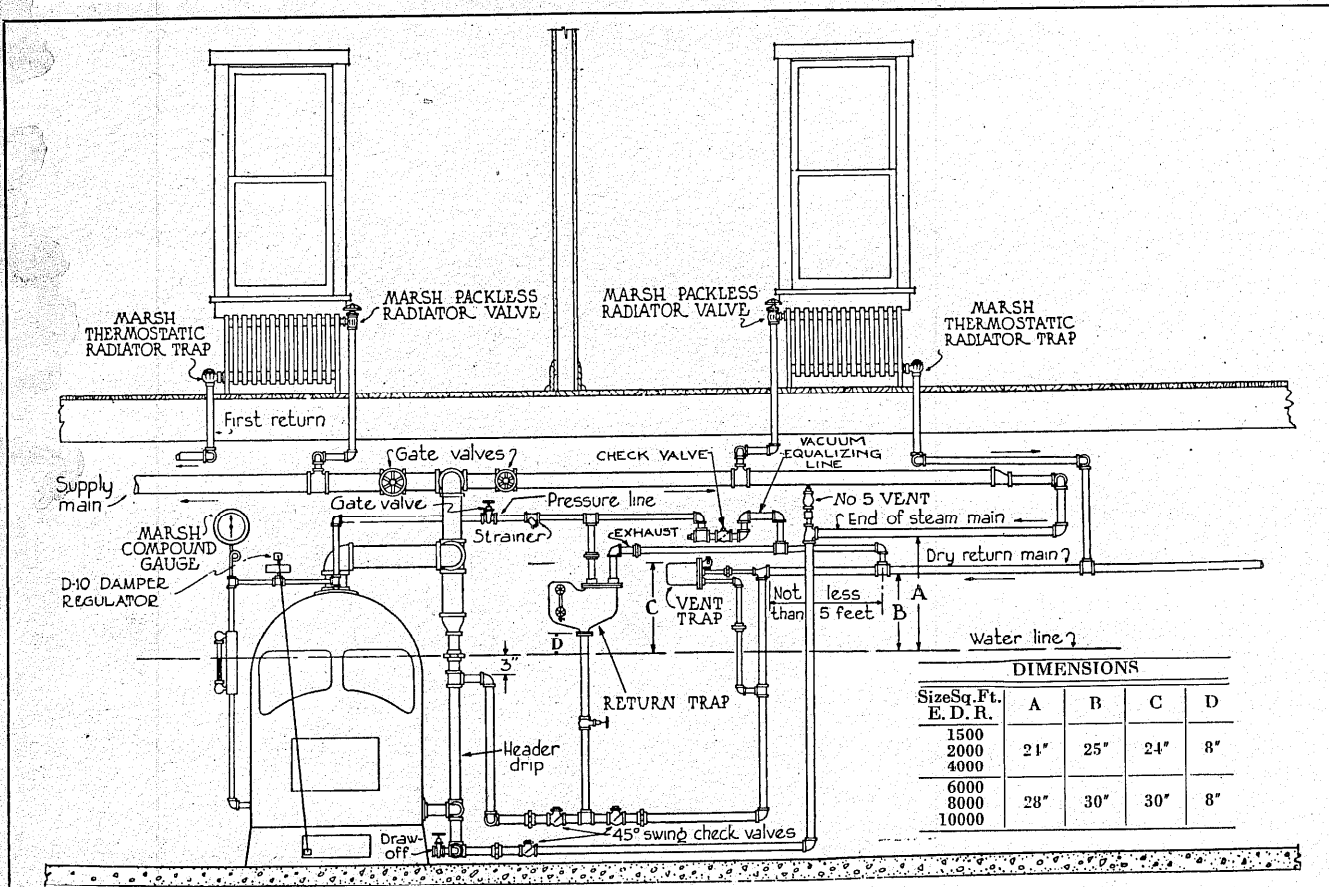 MARSH PACKLESS
RADIATOR VALVE
MARSH PACKLESS
RADIATOR VALVE
MARSH
THERMOSTATIC
RADIATOR TRAP
MARSH
THERMOSTATIC
RADIATOR TRAP
First return
Gate valves
CHECK VALVE
VACUUM
EQUALIZING
LINE
Supply
main
Gate valve
Pressure line
No 5 VENT
Strainer
EXHAUST
End of steam main
MARSH
COMPOUND
GAUGE
D-10 DAMPER
REGULATOR
Dry return main
VENT
TRAP
Not less
than 5 feet
A
B
C
D
Water line
3"
RETURN TRAP
Header
drip
45° swing check valves
Draw-
off
DIMENSIONS
Size Sq. Ft.
E. D. R. A B C D
1500
2000 24" 25" 24" 8"
4000
6000
8000 28" 30" 30" 8"
10000